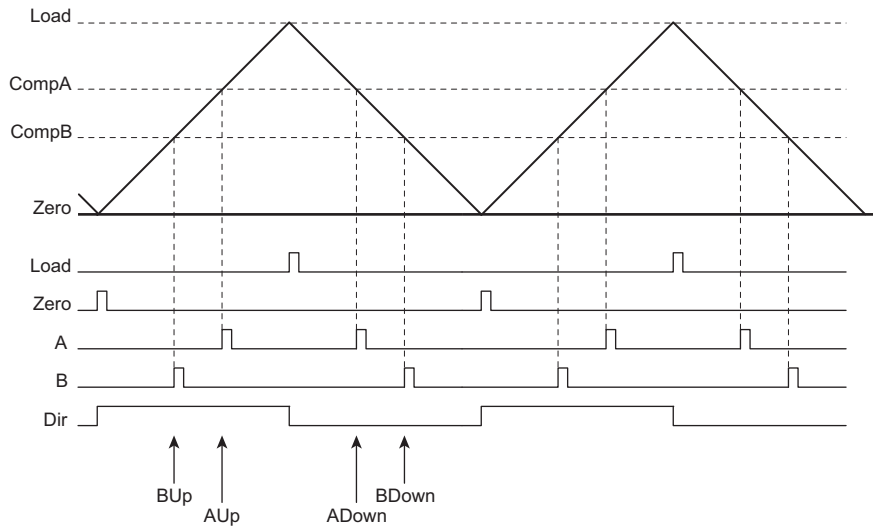 Load
CompA
CompB
Zero
Load
Zero
A
B
Dir
BUp
BDown
AUp
ADown